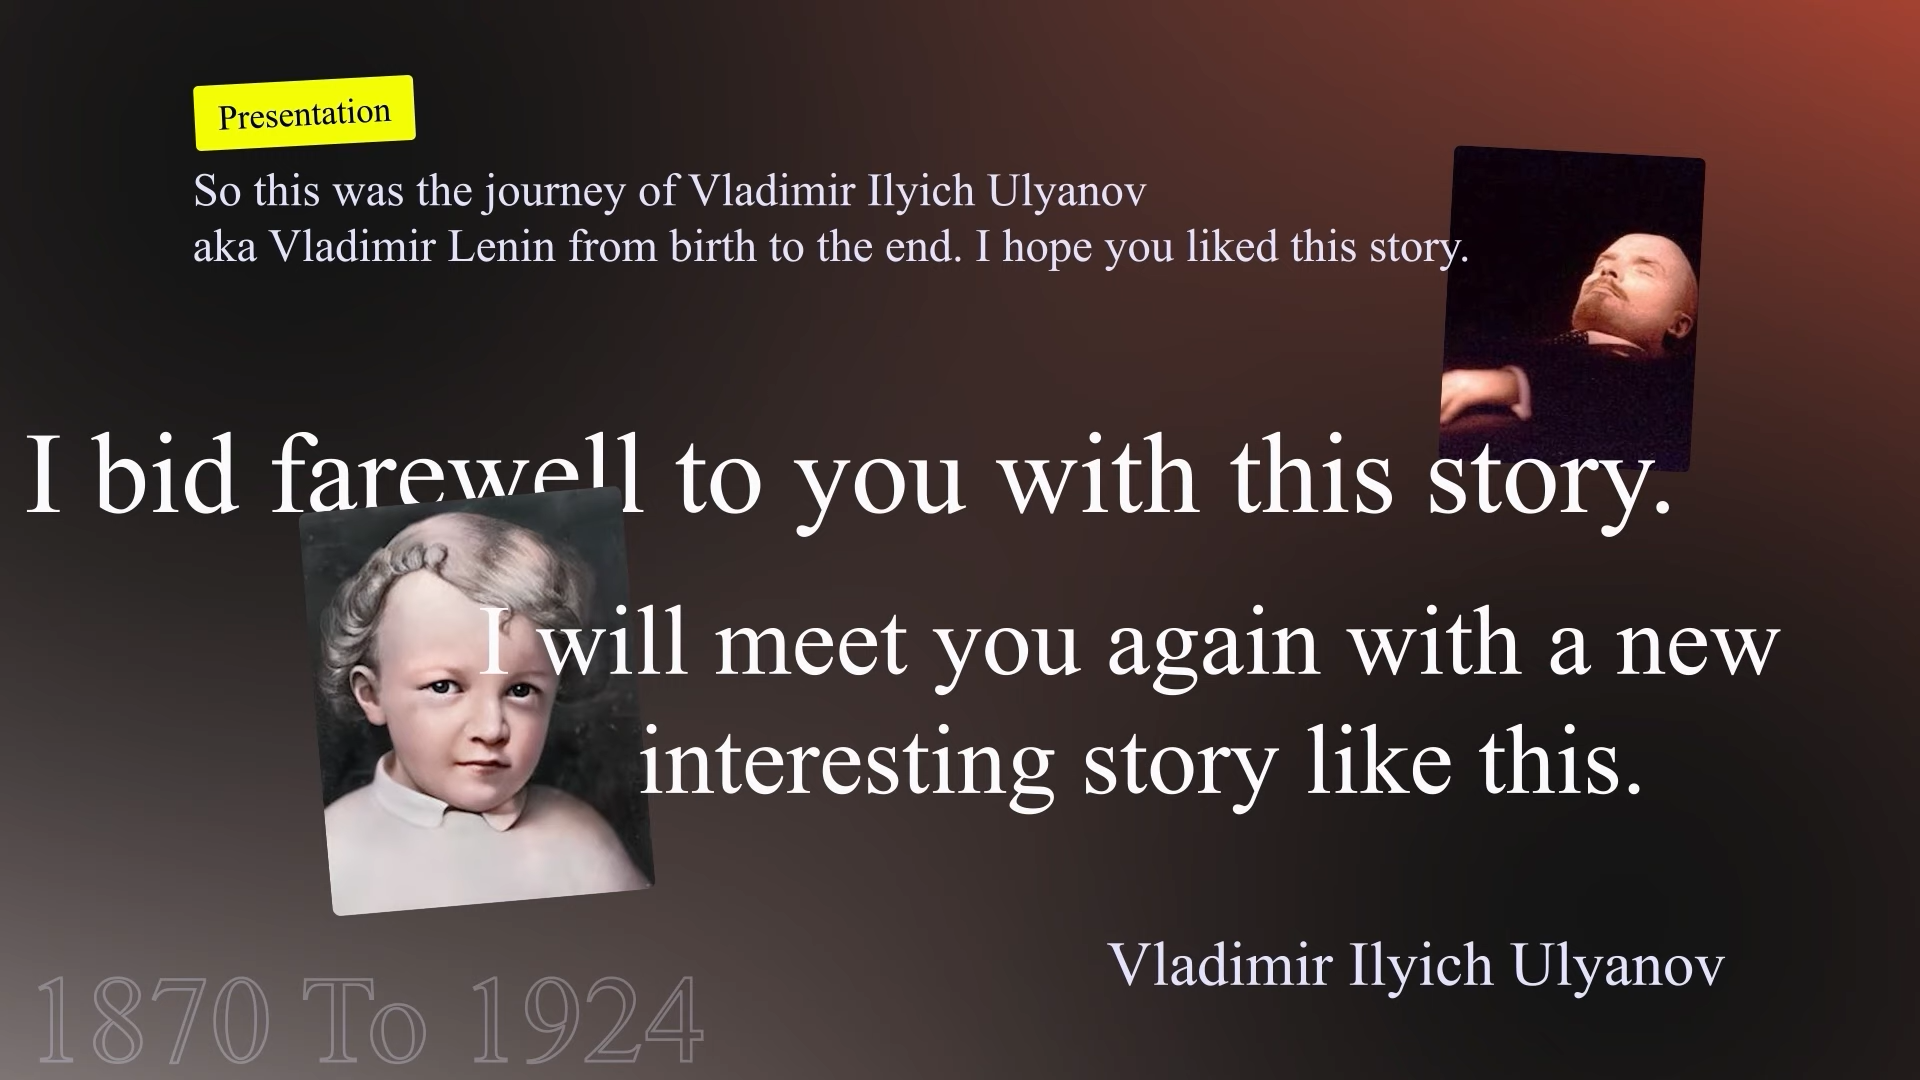 Presentation
So this was the journey of Vladimir Ilyich Ulyanov
aka Vladimir Lenin from birth to the end. I hope you liked this story.
I bid farewell to you with this story.
I will meet you again with a new
interesting story like this.
Vladimir Ilyich Ulyanov
1870 To 1924